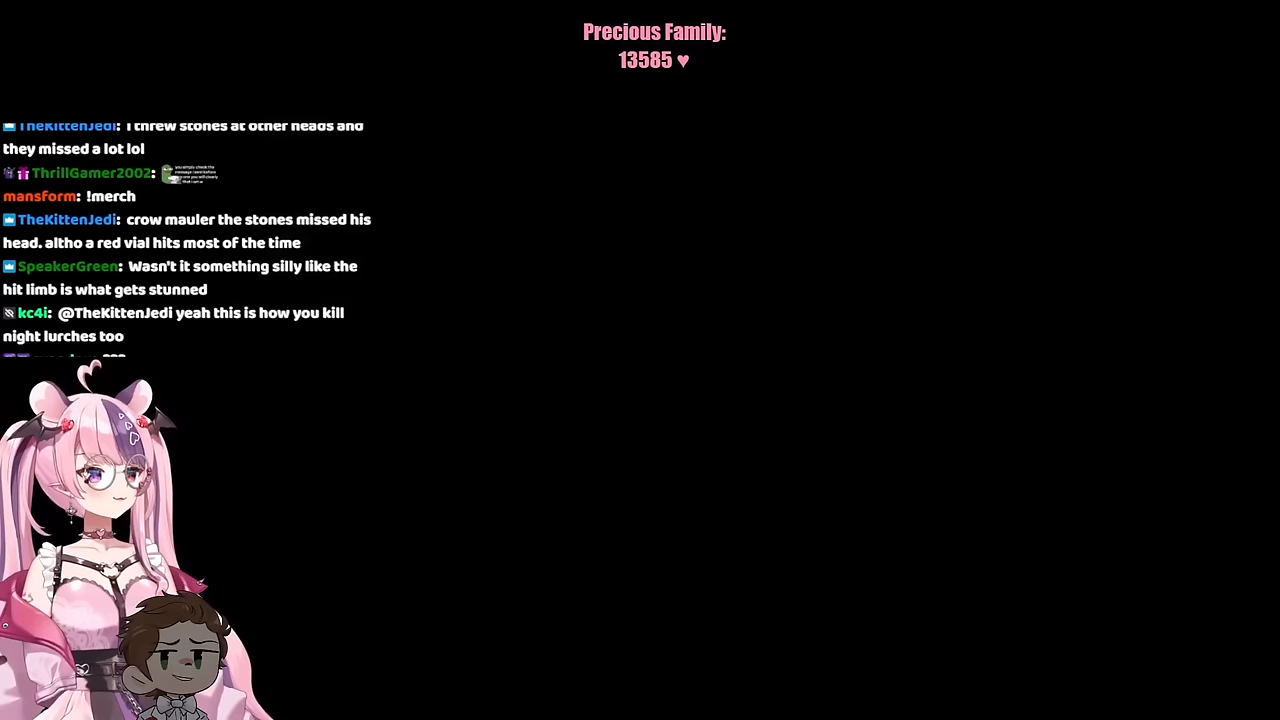 Precious Family:
13585 ♥
TheKittenJedi: I threw stones at other heads and
they missed a lot lol
ThrillGamer2002:
mansform: !merch
TheKittenJedi: crow mauler the stones missed his
head. altho a red vial hits most of the time
SpeakerGreen: Wasn't it something silly like the
hit limb is what gets stunned
kc4i: @TheKittenJedi yeah this is how you kill
night lurches too